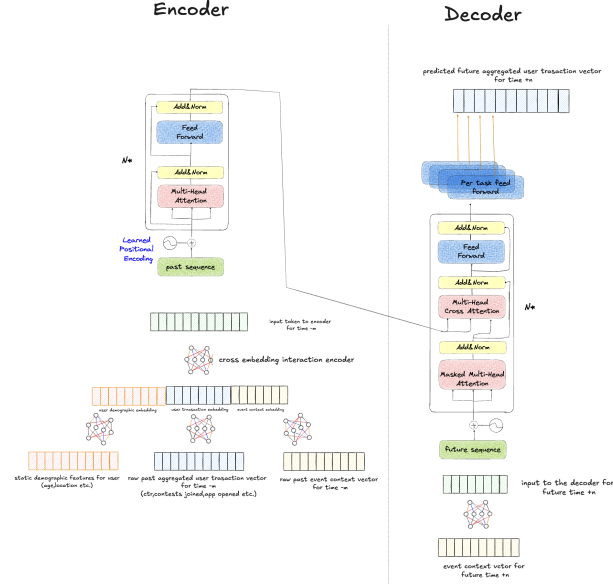 Encoder
Add&Norm
Feed
Forward
N*
Add&Norm
Multi-Head
Attention
Learned
Positional
Encoding
past sequence
input token to encoder
for time -m
cross embedding interaction encoder
user demographic embedding
user transaction embedding
event context embedding
static demographic features for user
(age,location etc.)
raw past aggregated user trasaction vector
for time -m
(ctr,contests joined,app opened etc.)
raw past event context vector
for time -m
Decoder
predicted future aggregated user trasaction vector
for time +n
Per task feed
forward
Add&Norm
Feed
Forward
Add&Norm
Multi-Head
Cross Attention
N*
Add&Norm
Masked Multi-Head
Attention
future sequence
input to the decoder for
future time +n
event context vctor for
future time +n